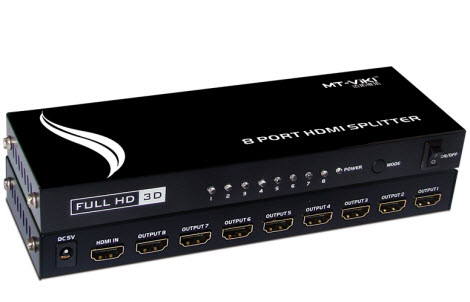 MT-ViKi
8 PORT HDMI SPLITTER
ON/OFF
POWER
MODE
1 2 3 4 5 6 7 8
FULL HD 3D
DC 5V
HDMI IN
OUTPUT 8
OUTPUT 7
OUTPUT 6
OUTPUT 5
OUTPUT 4
OUTPUT 3
OUTPUT 2
OUTPUT 1